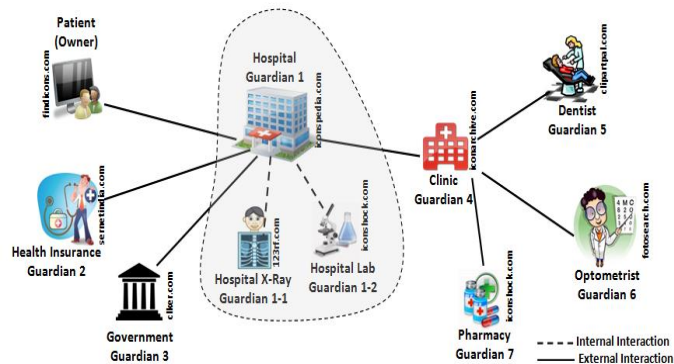 Patient
(Owner)
findicons.com
Hospital
Guardian 1
iconspedia.com
clipartpal.com
Dentist
Guardian 5
iconarchive.com
Clinic
Guardian 4
sernetindia.com
Health Insurance
Guardian 2
123rf.com
Hospital X-Ray
Guardian 1-1
iconshock.com
Hospital Lab
Guardian 1-2
fotosearch.com
Optometrist
Guardian 6
clker.com
Government
Guardian 3
iconshock.com
Pharmacy
Guardian 7
Internal Interaction
External Interaction